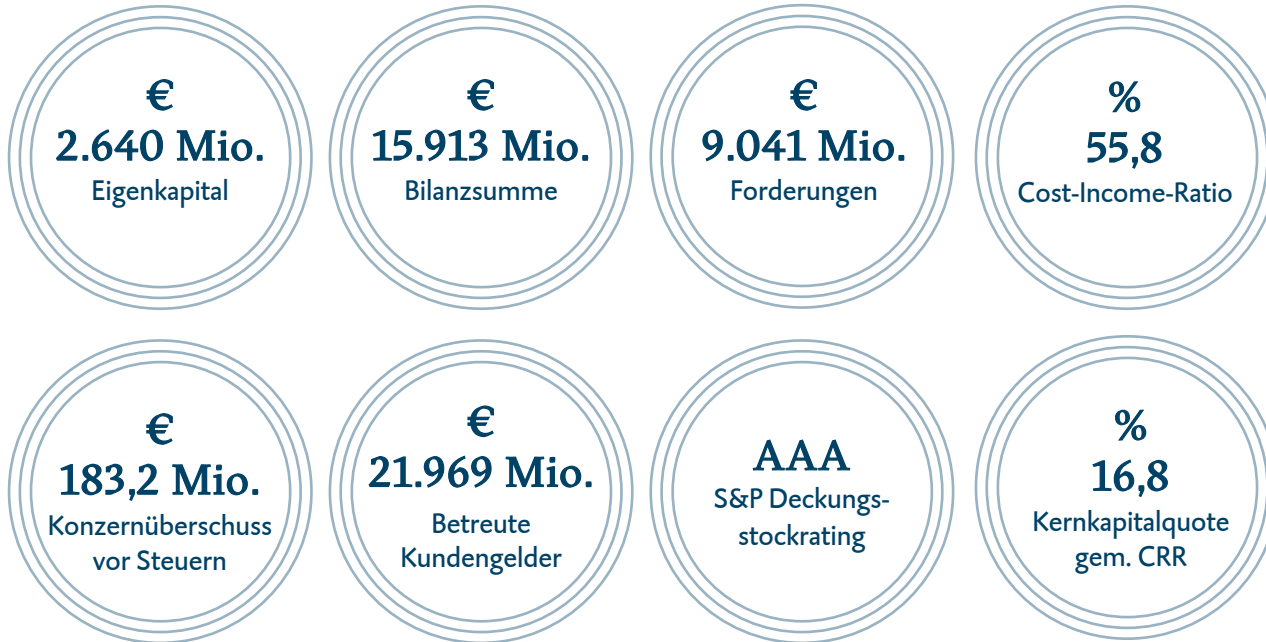 €
2.640 Mio.
Eigenkapital
€
15.913 Mio.
Bilanzsumme
€
9.041 Mio.
Forderungen
%
55,8
Cost-Income-Ratio
€
183,2 Mio.
Konzernüberschuss
vor Steuern
€
21.969 Mio.
Betreute
Kundengelder
AAA
S&P Deckungs-
stockrating
%
16,8
Kernkapitalquote
gem. CRR